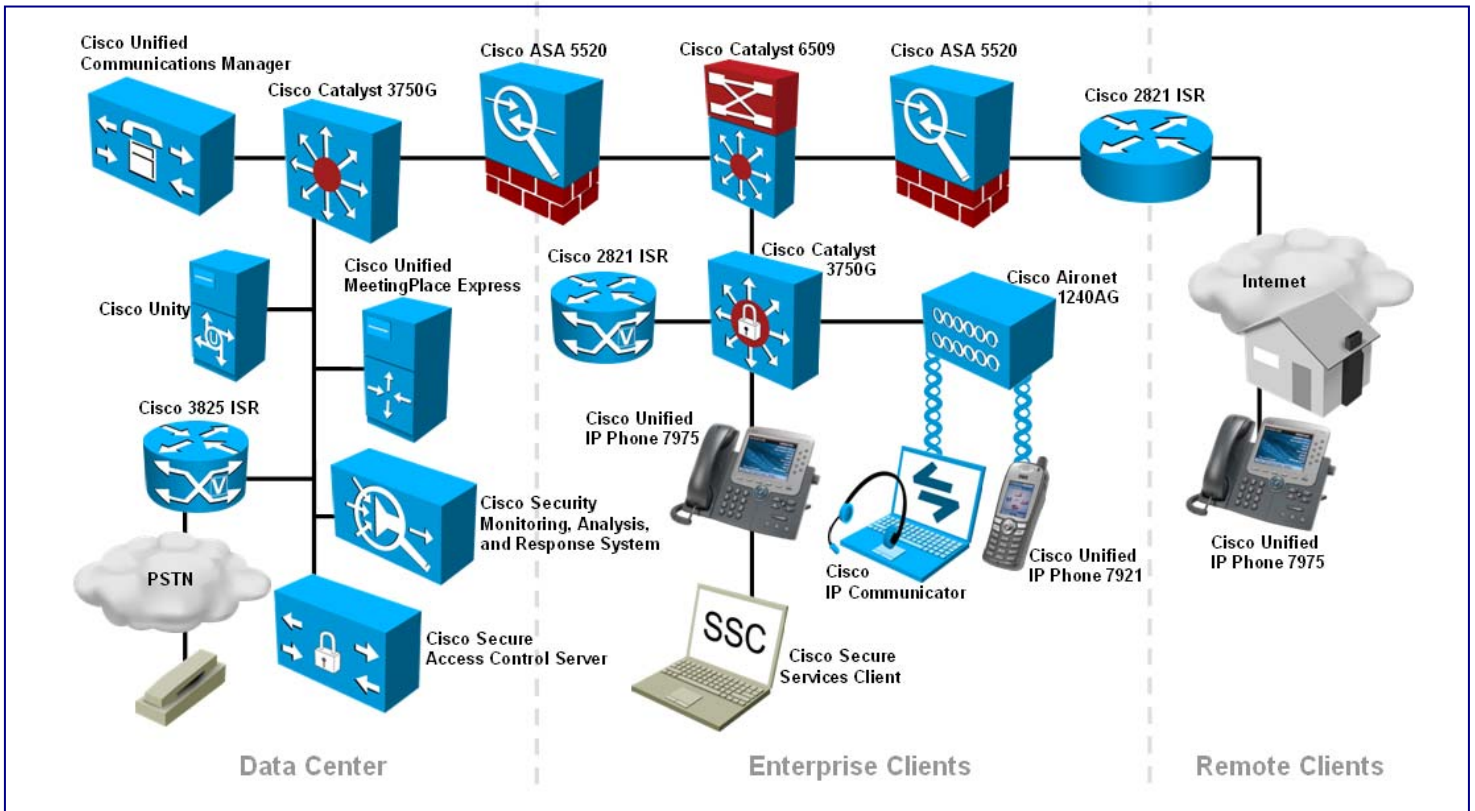 Cisco Unified
Communications Manager
Cisco Catalyst 3750G
Cisco ASA 5520
Cisco Catalyst 6509
Cisco ASA 5520
Cisco 2821 ISR
Cisco Unity
Cisco Unified
MeetingPlace Express
Cisco 2821 ISR
Cisco Catalyst
3750G
Cisco Aironet
1240AG
Internet
U
V
Cisco 3825 ISR
V
Cisco Unified
IP Phone 7975
Cisco Security
Monitoring, Analysis,
and Response System
PSTN
Cisco
IP Communicator
Cisco Unified
IP Phone 7921
Cisco Unified
IP Phone 7975
Cisco Secure
Access Control Server
SSC
Cisco Secure
Services Client
Data Center
Enterprise Clients
Remote Clients